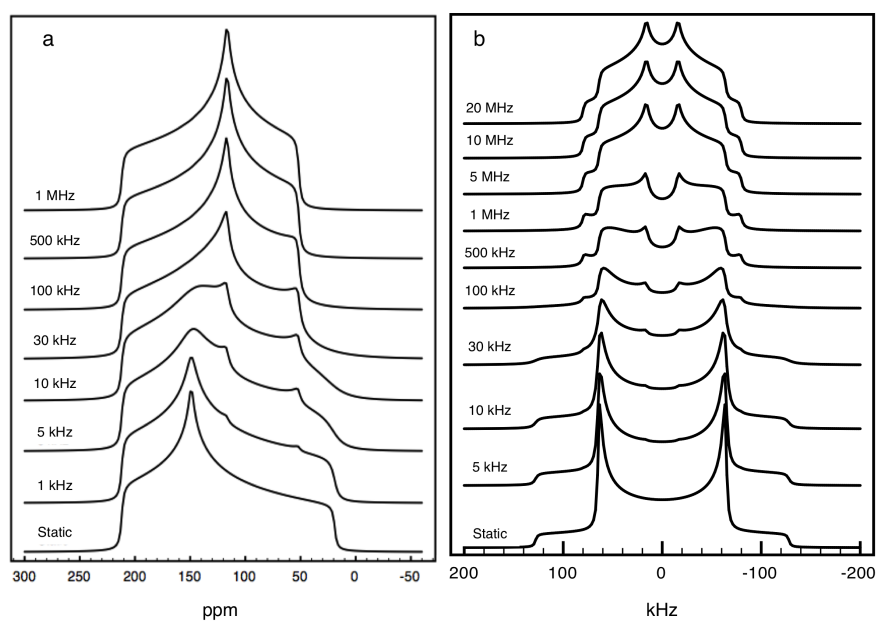 a
1 MHz
500 kHz
100 kHz
30 kHz
10 kHz
5 kHz
1 kHz
Static
300 250 200 150 100 50 0 -50
ppm
b
20 MHz
10 MHz
5 MHz
1 MHz
500 kHz
100 kHz
30 kHz
10 kHz
5 kHz
Static
200 100 0 -100 -200
kHz